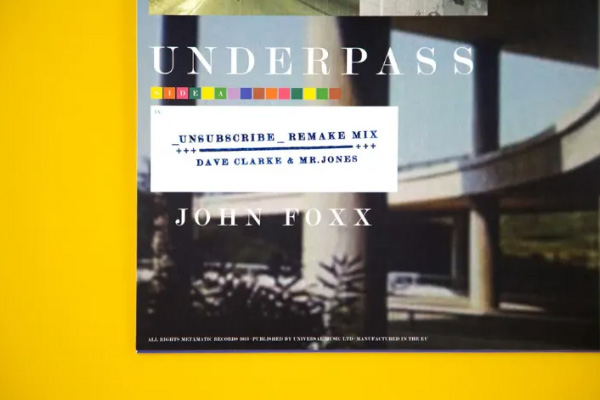 UNDERPASS
SIDE A
_UNSUBSCRIBE_ REMAKE MIX
+++ +++
DAVE CLARKE & MR.JONES
JOHN FOXX
ALL RIGHTS METAMATIC RECORDS 2013 · PUBLISHED BY UNIVERSAL MUSIC LTD · MANUFACTURED IN THE EU